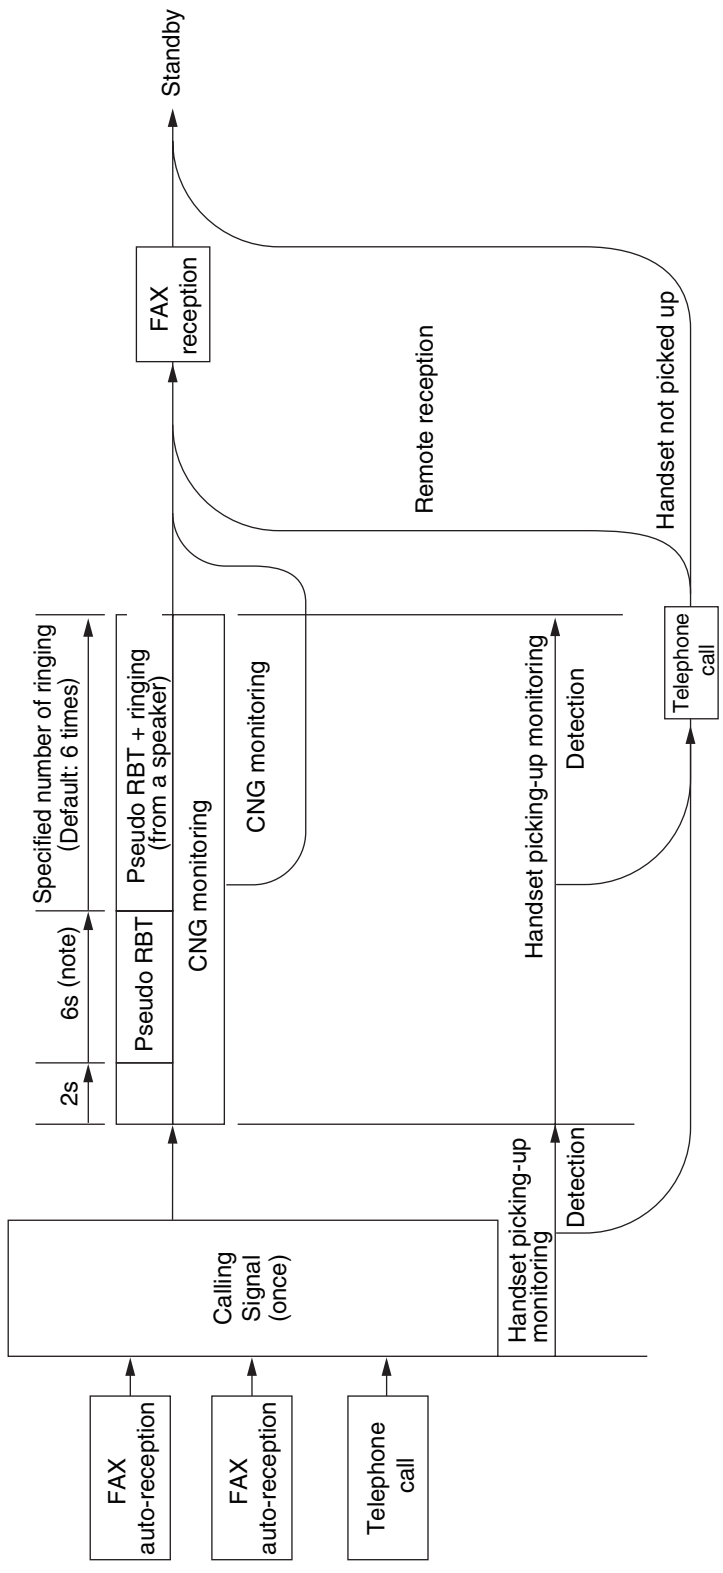 FAX
auto-reception
FAX
auto-reception
Telephone
call
Calling
Signal
(once)
2s
6s (note)
Specified number of ringing
(Default: 6 times)
Pseudo RBT
Pseudo RBT + ringing
(from a speaker)
CNG monitoring
CNG monitoring
Handset picking-up
monitoring
Detection
Handset picking-up monitoring
Detection
Telephone
call
Remote reception
Handset not picked up
FAX
reception
Standby